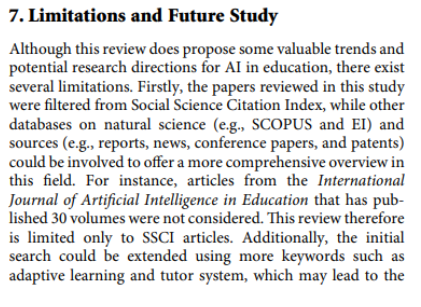 7. Limitations and Future Study
Although this review does propose some valuable trends and
potential research directions for AI in education, there exist
several limitations. Firstly, the papers reviewed in this study
were filtered from Social Science Citation Index, while other
databases on natural science (e.g., SCOPUS and EI) and
sources (e.g., reports, news, conference papers, and patents)
could be involved to offer a more comprehensive overview in
this field. For instance, articles from the International
Journal of Artificial Intelligence in Education that has pub-
lished 30 volumes were not considered. This review therefore
is limited only to SSCI articles. Additionally, the initial
search could be extended using more keywords such as
adaptive learning and tutor system, which may lead to the